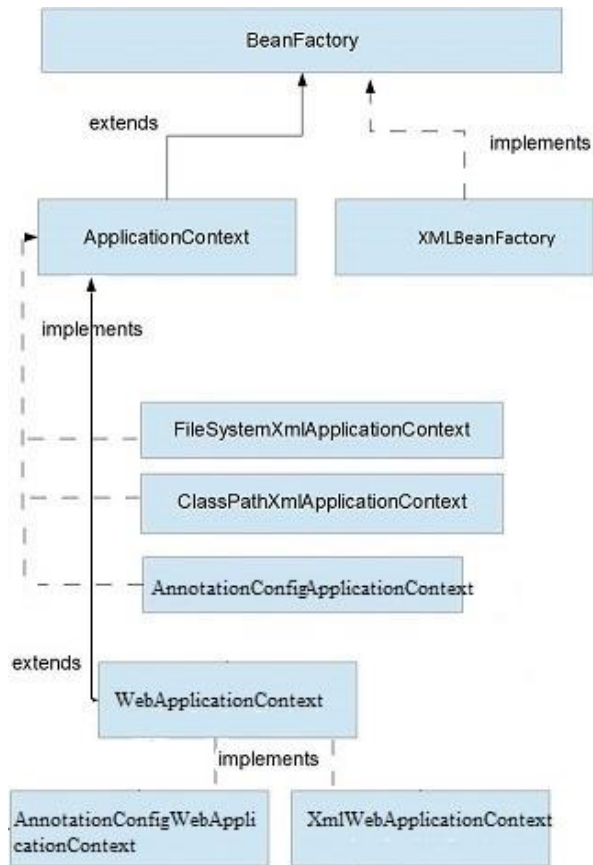 BeanFactory
extends
implements
ApplicationContext
XMLBeanFactory
implements
FileSystemXmlApplicationContext
ClassPathXmlApplicationContext
AnnotationConfigApplicationContext
extends
WebApplicationContext
implements
AnnotationConfigWebAppli
cationContext
XmlWebApplicationContext